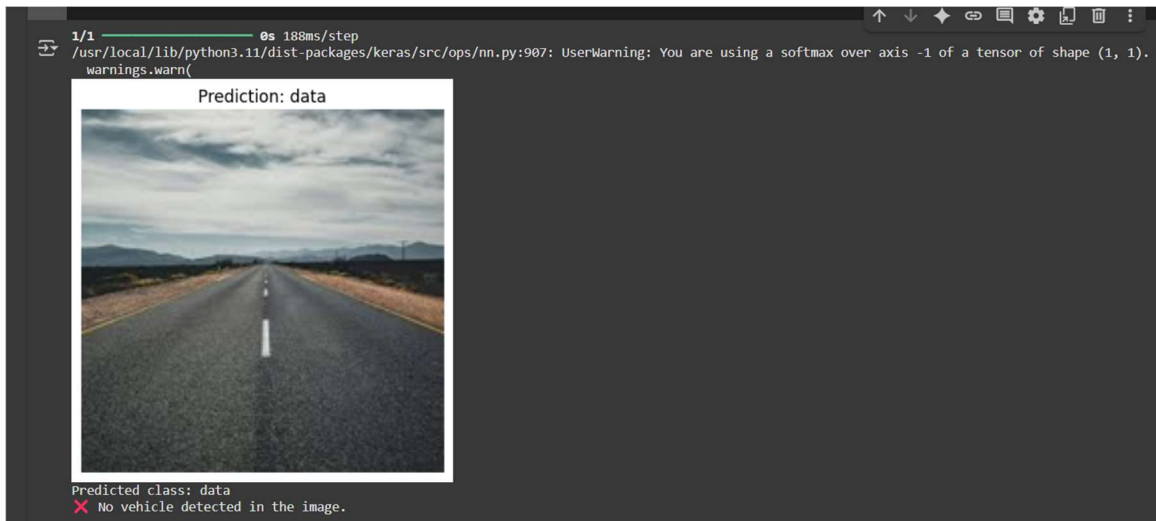 1/1 ━━━━━━━━━━━━━━━━━━━━ 0s 188ms/step
/usr/local/lib/python3.11/dist-packages/keras/src/ops/nn.py:907: UserWarning: You are using a softmax over axis -1 of a tensor of shape (1, 1).
warnings.warn(
Prediction: data
Predicted class: data
❌ No vehicle detected in the image.